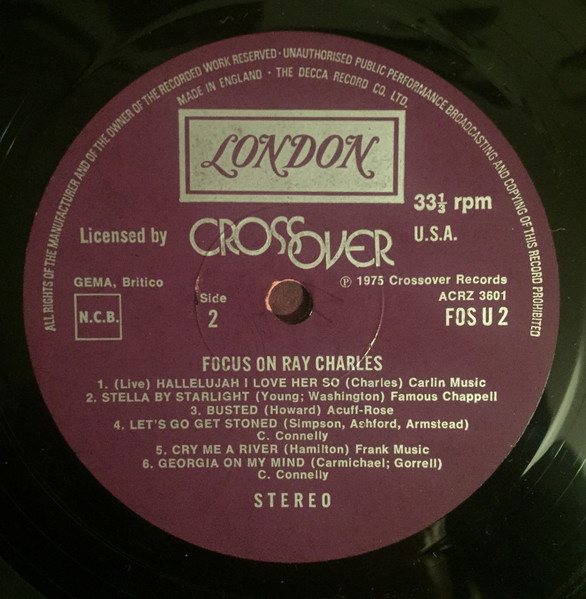 ALL RIGHTS OF THE MANUFACTURER AND OF THE OWNER OF THE RECORDED WORK RESERVED · UNAUTHORISED PUBLIC PERFORMANCE BROADCASTING AND COPYING OF THIS RECORD PROHIBITED
MADE IN ENGLAND · THE DECCA RECORD CO. LTD.
LONDON
33⅓ rpm
Licensed by CROSSOVER U.S.A.
GEMA, Britico
℗ 1975 Crossover Records
N.C.B.
Side
2
ACRZ 3601
FOS U 2
FOCUS ON RAY CHARLES
1. (Live) HALLELUJAH I LOVE HER SO (Charles) Carlin Music
2. STELLA BY STARLIGHT (Young; Washington) Famous Chappell
3. BUSTED (Howard) Acuff-Rose
4. LET'S GO GET STONED (Simpson, Ashford, Armstead)
C. Connelly
5. CRY ME A RIVER (Hamilton) Frank Music
6. GEORGIA ON MY MIND (Carmichael; Gorrell)
C. Connelly
STEREO